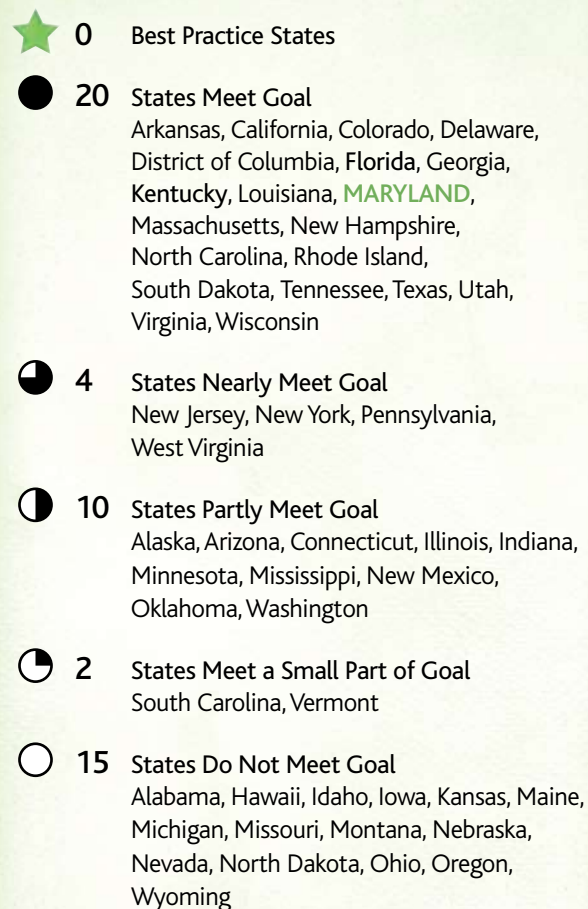 0 Best Practice States
20 States Meet Goal
Arkansas, California, Colorado, Delaware,
District of Columbia, Florida, Georgia,
Kentucky, Louisiana, MARYLAND,
Massachusetts, New Hampshire,
North Carolina, Rhode Island,
South Dakota, Tennessee, Texas, Utah,
Virginia, Wisconsin
4 States Nearly Meet Goal
New Jersey, New York, Pennsylvania,
West Virginia
10 States Partly Meet Goal
Alaska, Arizona, Connecticut, Illinois, Indiana,
Minnesota, Mississippi, New Mexico,
Oklahoma, Washington
2 States Meet a Small Part of Goal
South Carolina, Vermont
15 States Do Not Meet Goal
Alabama, Hawaii, Idaho, Iowa, Kansas, Maine,
Michigan, Missouri, Montana, Nebraska,
Nevada, North Dakota, Ohio, Oregon,
Wyoming